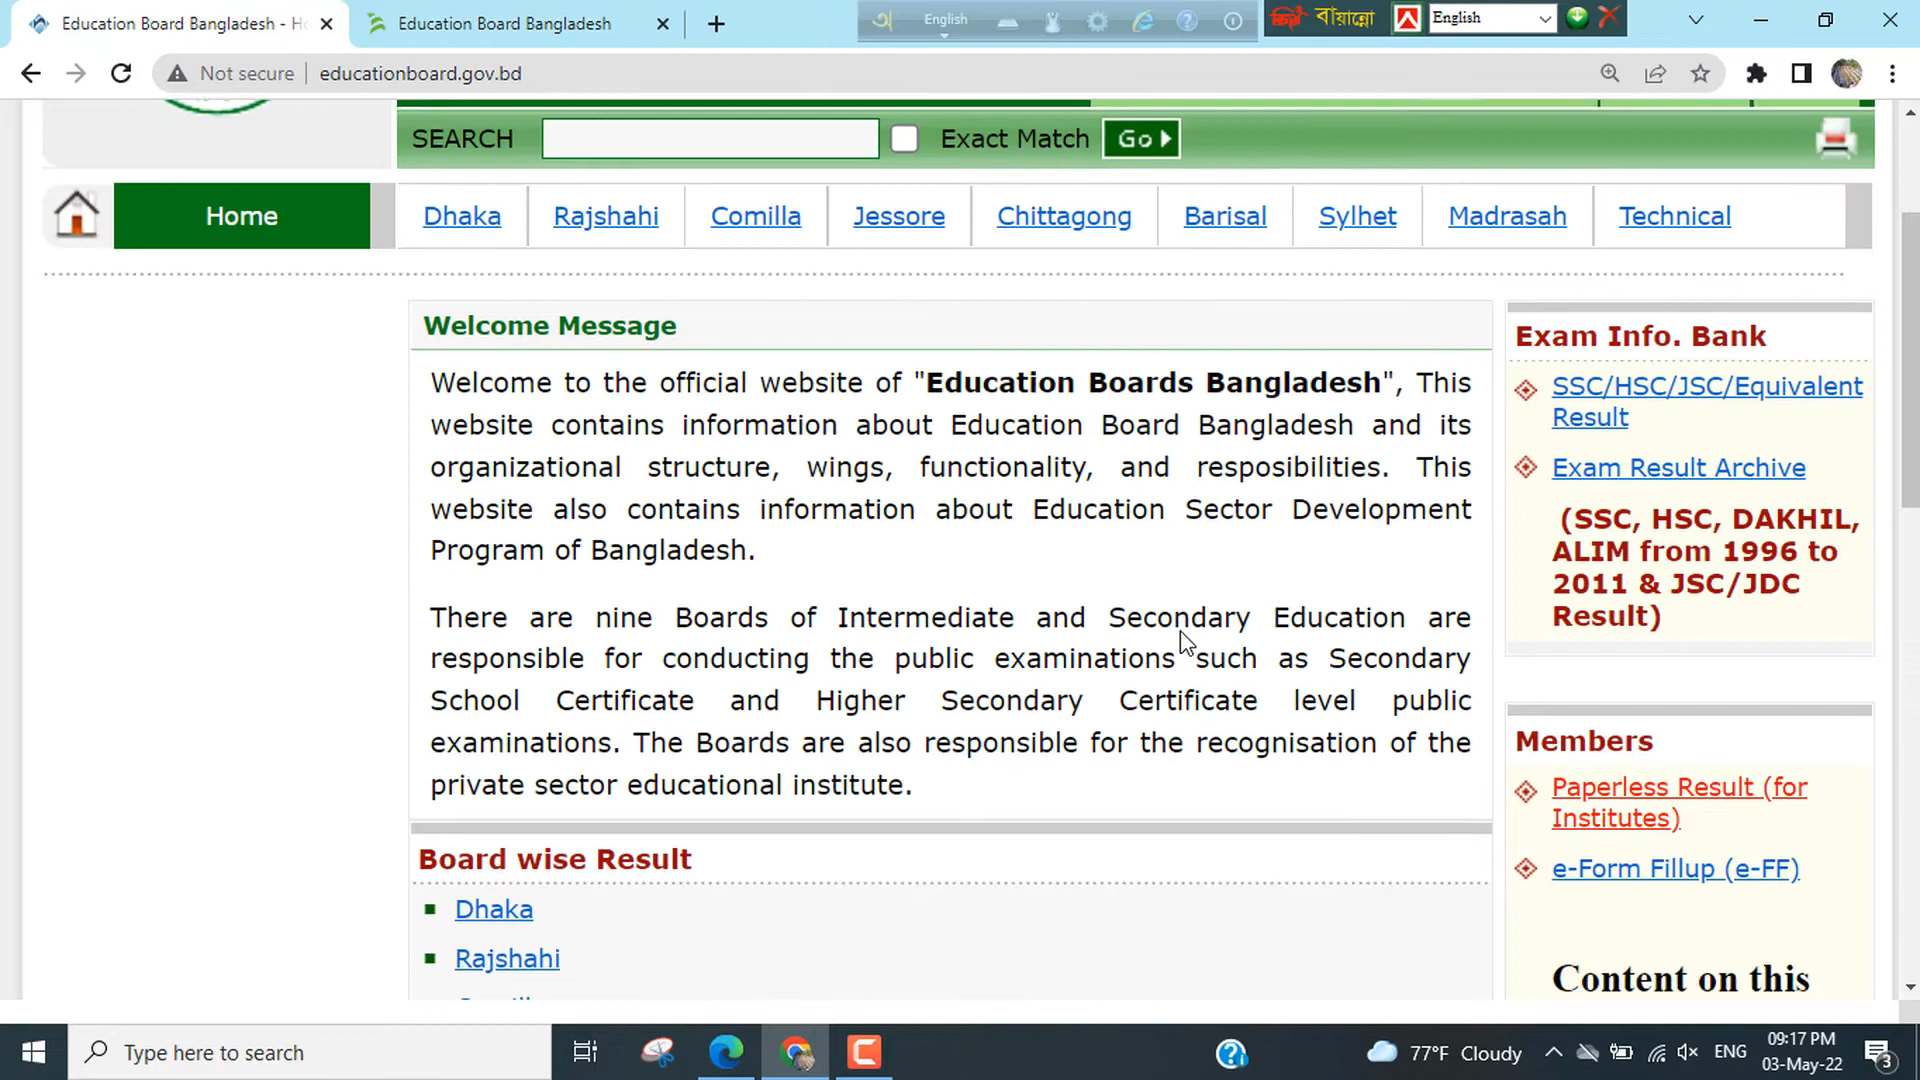 Education Board Bangladesh - Ho
Education Board Bangladesh
অ
English
বায়ান্নো
English
Not secure
educationboard.gov.bd
SEARCH
Exact Match
Go
Home
Dhaka
Rajshahi
Comilla
Jessore
Chittagong
Barisal
Sylhet
Madrasah
Technical
Welcome Message
Welcome to the official website of "Education Boards Bangladesh", This
website contains information about Education Board Bangladesh and its
organizational structure, wings, functionality, and resposibilities. This
website also contains information about Education Sector Development
Program of Bangladesh.
There are nine Boards of Intermediate and Secondary Education are
responsible for conducting the public examinations such as Secondary
School Certificate and Higher Secondary Certificate level public
examinations. The Boards are also responsible for the recognisation of the
private sector educational institute.
Board wise Result
Dhaka
Rajshahi
Exam Info. Bank
SSC/HSC/JSC/Equivalent
Result
Exam Result Archive
(SSC, HSC, DAKHIL,
ALIM from 1996 to
2011 & JSC/JDC
Result)
Members
Paperless Result (for
Institutes)
e-Form Fillup (e-FF)
Content on this
Type here to search
77°F Cloudy
ENG
09:17 PM
03-May-22
3